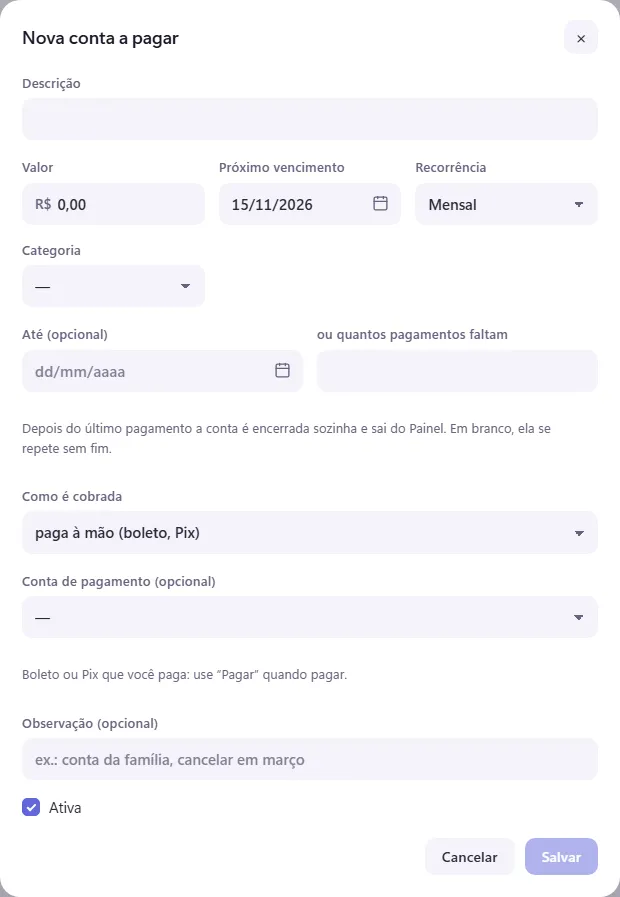 Nova conta a pagar
×
Descrição
Valor
Próximo vencimento
Recorrência
R$ 0,00
15/11/2026
Mensal
Categoria
—
Até (opcional)
ou quantos pagamentos faltam
dd/mm/aaaa
Depois do último pagamento a conta é encerrada sozinha e sai do Painel. Em branco, ela se
repete sem fim.
Como é cobrada
paga à mão (boleto, Pix)
Conta de pagamento (opcional)
—
Boleto ou Pix que você paga: use “Pagar” quando pagar.
Observação (opcional)
ex.: conta da família, cancelar em março
Ativa
Cancelar
Salvar